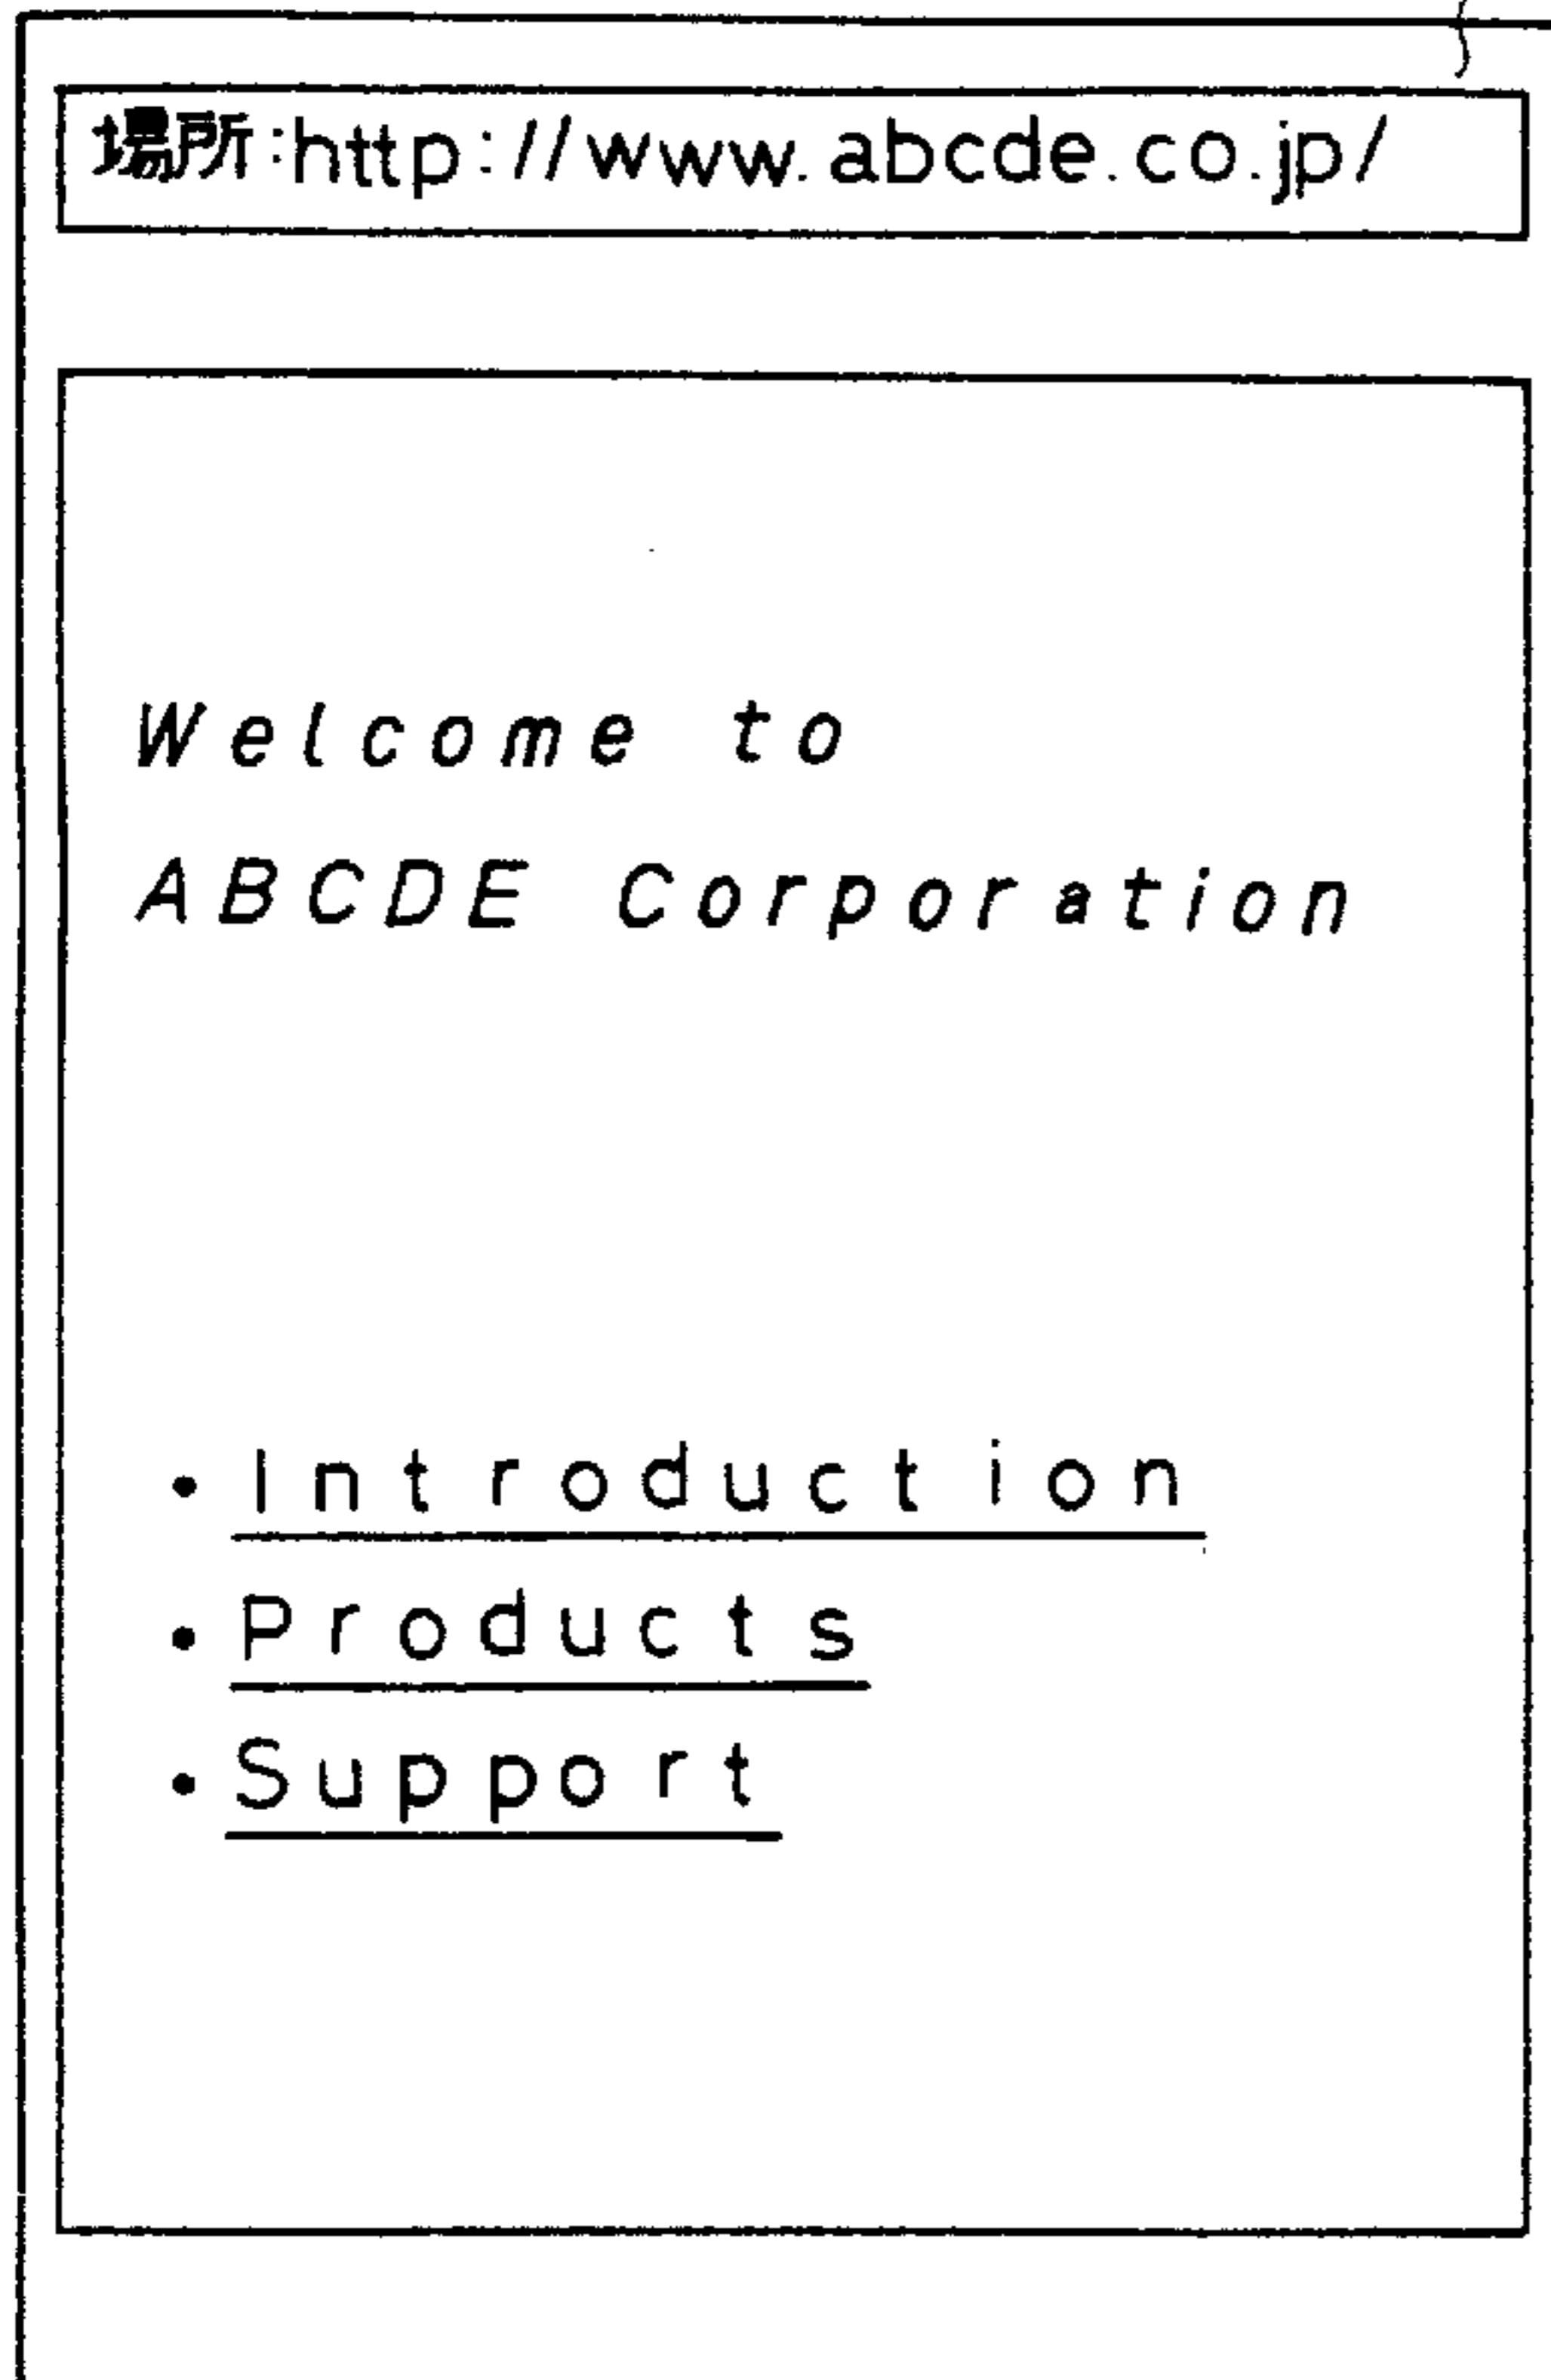 場所:http://www.abcde.co.jp/
Welcome to
ABCDE Corporation
• Introduction
• Products
• Support